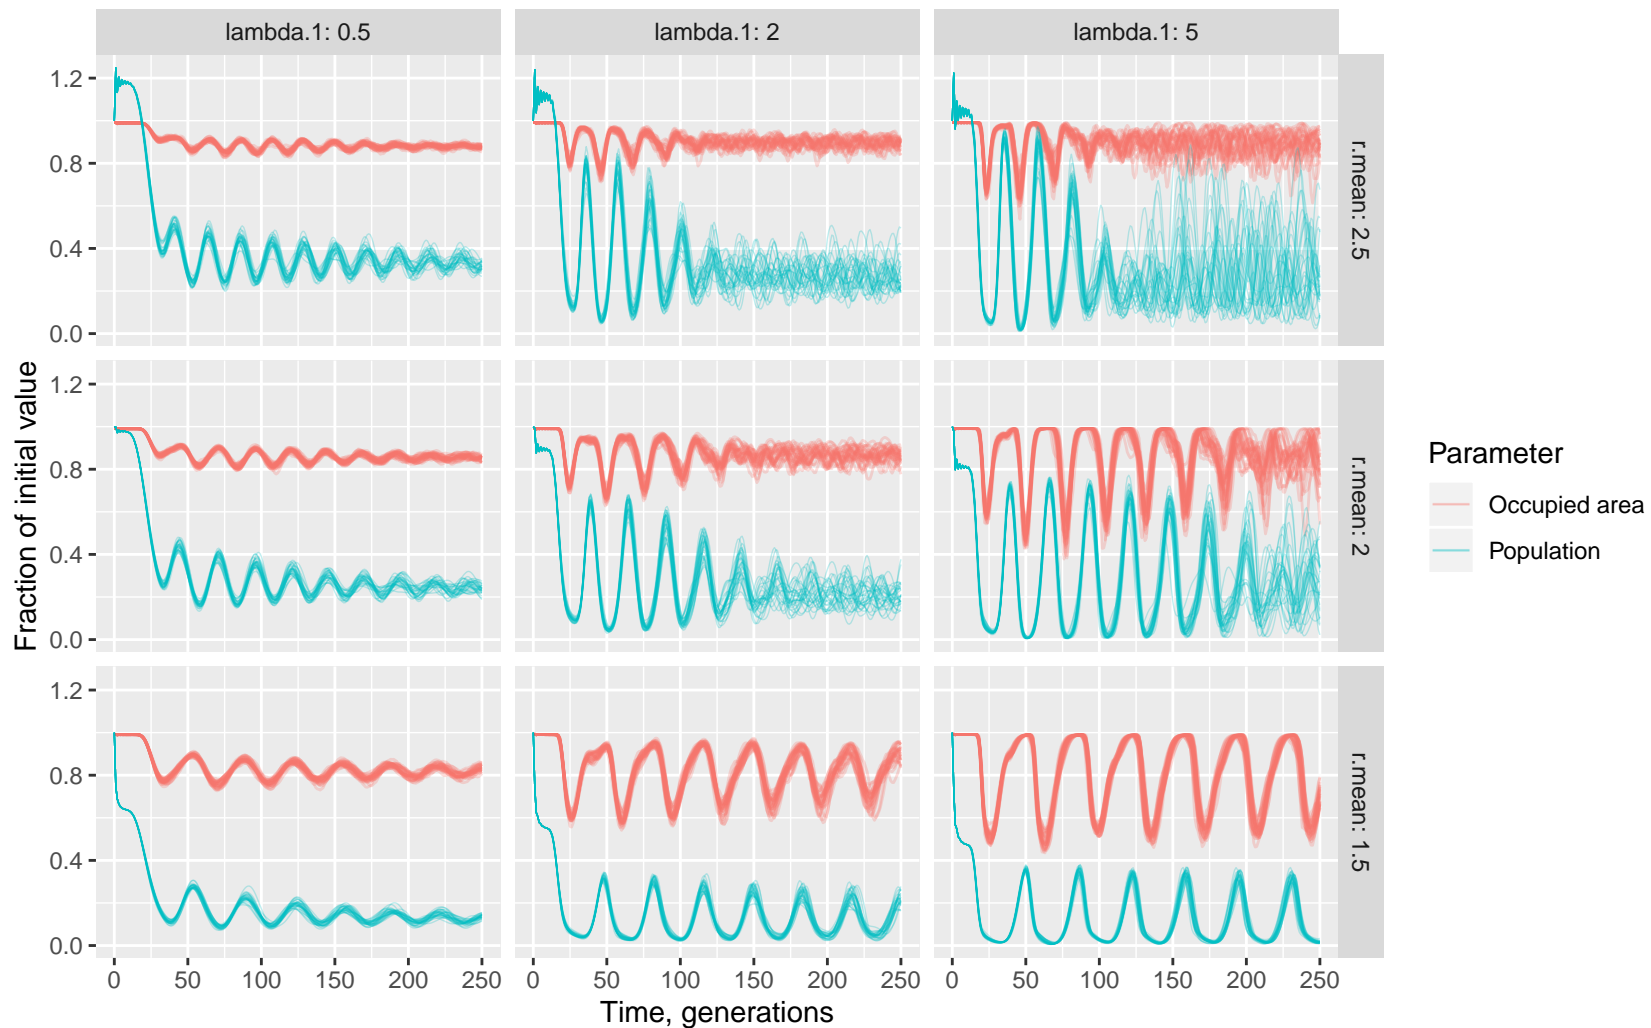 lambda.1: 0.5
lambda.1: 2
lambda.1: 5
Fraction of initial value
1.2
0.8
0.4
0.0
r.mean: 2.5
1.2
0.8
0.4
0.0
r.mean: 2
1.2
0.8
0.4
0.0
r.mean: 1.5
0 50 100 150 200 250
0 50 100 150 200 250
0 50 100 150 200 250
Time, generations
Parameter
Occupied area
Population